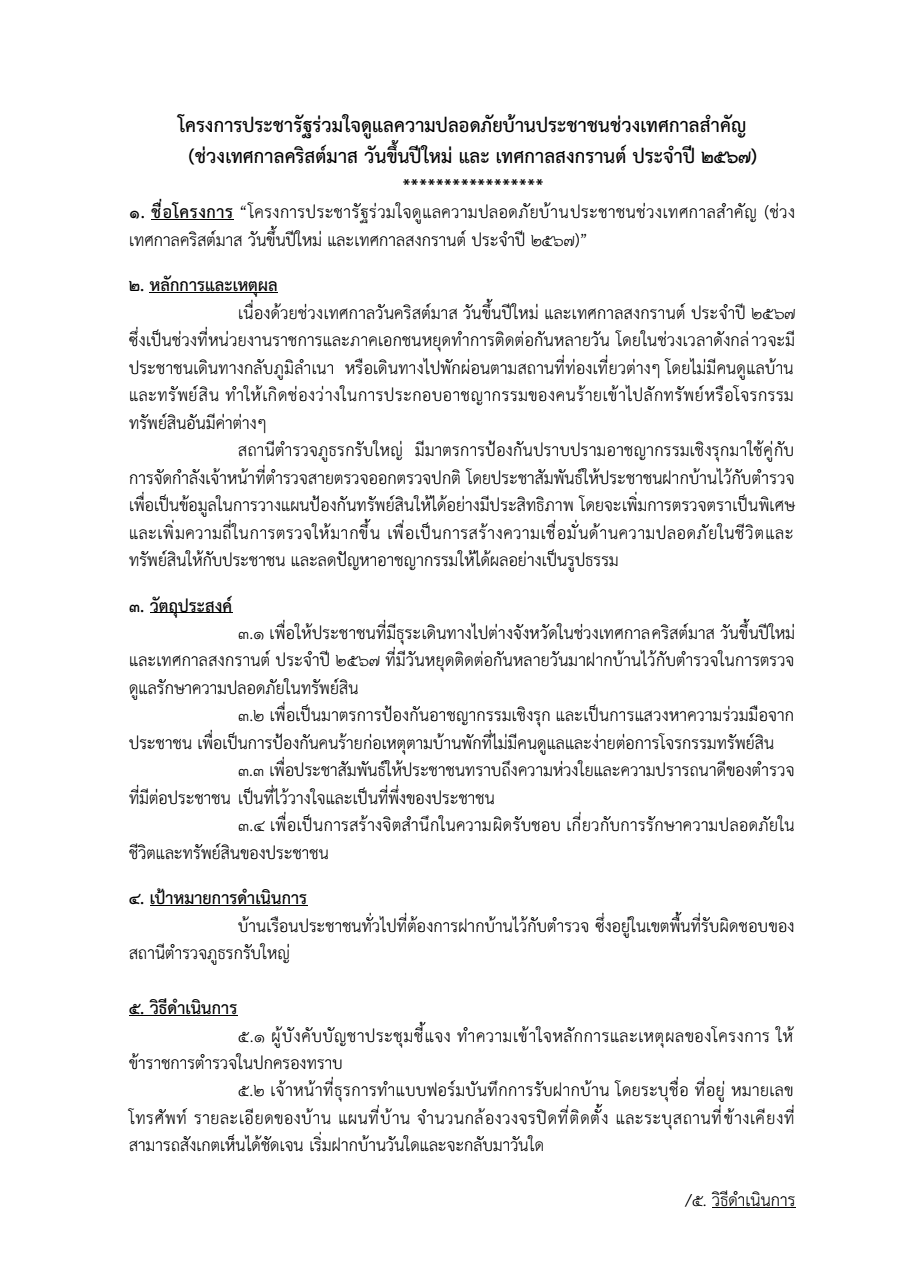 โครงการประชารัฐร่วมใจดูแลความปลอดภัยบ้านประชาชนช่วงเทศกาลสำคัญ
(ช่วงเทศกาลคริสต์มาส วันขึ้นปีใหม่ และ เทศกาลสงกรานต์ ประจำปี ๒๕๖๗)
*****************
๑. ชื่อโครงการ “โครงการประชารัฐร่วมใจดูแลความปลอดภัยบ้านประชาชนช่วงเทศกาลสำคัญ (ช่วง
เทศกาลคริสต์มาส วันขึ้นปีใหม่ และเทศกาลสงกรานต์ ประจำปี ๒๕๖๗)”
๒. หลักการและเหตุผล
เนื่องด้วยช่วงเทศกาลวันคริสต์มาส วันขึ้นปีใหม่ และเทศกาลสงกรานต์ ประจำปี ๒๕๖๗
ซึ่งเป็นช่วงที่หน่วยงานราชการและภาคเอกชนหยุดทำการติดต่อกันหลายวัน โดยในช่วงเวลาดังกล่าวจะมี
ประชาชนเดินทางกลับภูมิลำเนา หรือเดินทางไปพักผ่อนตามสถานที่ท่องเที่ยวต่างๆ โดยไม่มีคนดูแลบ้าน
และทรัพย์สิน ทำให้เกิดช่องว่างในการประกอบอาชญากรรมของคนร้ายเข้าไปลักทรัพย์หรือโจรกรรม
ทรัพย์สินอันมีค่าต่างๆ
สถานีตำรวจภูธรกรับใหญ่ มีมาตรการป้องกันปราบปรามอาชญากรรมเชิงรุกมาใช้คู่กับ
การจัดกำลังเจ้าหน้าที่ตำรวจสายตรวจออกตรวจปกติ โดยประชาสัมพันธ์ให้ประชาชนฝากบ้านไว้กับตำรวจ
เพื่อเป็นข้อมูลในการวางแผนป้องกันทรัพย์สินให้ได้อย่างมีประสิทธิภาพ โดยจะเพิ่มการตรวจตราเป็นพิเศษ
และเพิ่มความถี่ในการตรวจให้มากขึ้น เพื่อเป็นการสร้างความเชื่อมั่นด้านความปลอดภัยในชีวิตและ
ทรัพย์สินให้กับประชาชน และลดปัญหาอาชญากรรมให้ได้ผลอย่างเป็นรูปธรรม
๓. วัตถุประสงค์
๓.๑ เพื่อให้ประชาชนที่มีธุระเดินทางไปต่างจังหวัดในช่วงเทศกาลคริสต์มาส วันขึ้นปีใหม่
และเทศกาลสงกรานต์ ประจำปี ๒๕๖๗ ที่มีวันหยุดติดต่อกันหลายวันมาฝากบ้านไว้กับตำรวจในการตรวจ
ดูแลรักษาความปลอดภัยในทรัพย์สิน
๓.๒ เพื่อเป็นมาตรการป้องกันอาชญากรรมเชิงรุก และเป็นการแสวงหาความร่วมมือจาก
ประชาชน เพื่อเป็นการป้องกันคนร้ายก่อเหตุตามบ้านพักที่ไม่มีคนดูแลและง่ายต่อการโจรกรรมทรัพย์สิน
๓.๓ เพื่อประชาสัมพันธ์ให้ประชาชนทราบถึงความห่วงใยและความปรารถนาดีของตำรวจ
ที่มีต่อประชาชน เป็นที่ไว้วางใจและเป็นที่พึ่งของประชาชน
๓.๔ เพื่อเป็นการสร้างจิตสำนึกในความผิดรับชอบ เกี่ยวกับการรักษาความปลอดภัยใน
ชีวิตและทรัพย์สินของประชาชน
๔. เป้าหมายการดำเนินการ
บ้านเรือนประชาชนทั่วไปที่ต้องการฝากบ้านไว้กับตำรวจ ซึ่งอยู่ในเขตพื้นที่รับผิดชอบของ
สถานีตำรวจภูธรกรับใหญ่
๕. วิธีดำเนินการ
๕.๑ ผู้บังคับบัญชาประชุมชี้แจง ทำความเข้าใจหลักการและเหตุผลของโครงการ ให้
ข้าราชการตำรวจในปกครองทราบ
๕.๒ เจ้าหน้าที่ธุรการทำแบบฟอร์มบันทึกการรับฝากบ้าน โดยระบุชื่อ ที่อยู่ หมายเลข
โทรศัพท์ รายละเอียดของบ้าน แผนที่บ้าน จำนวนกล้องวงจรปิดที่ติดตั้ง และระบุสถานที่ข้างเคียงที่
สามารถสังเกตเห็นได้ชัดเจน เริ่มฝากบ้านวันใดและจะกลับมาวันใด
/๕. วิธีดำเนินการ